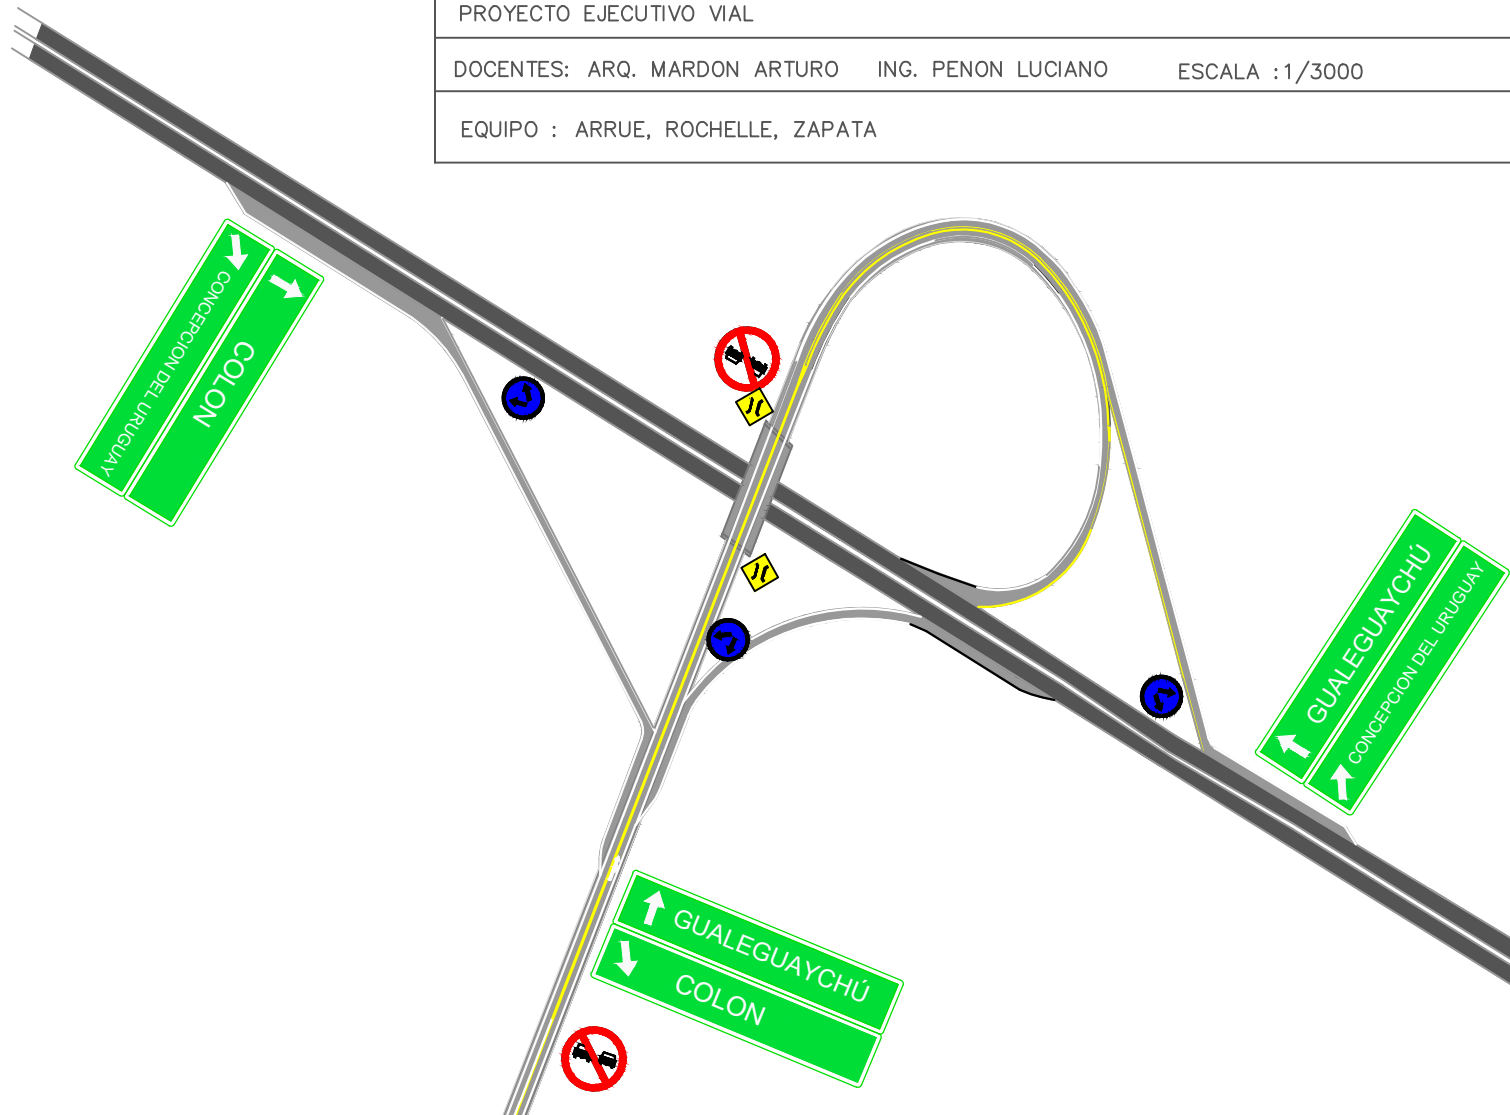 PROYECTO EJECUTIVO VIAL
DOCENTES: ARQ. MARDON ARTURO ING. PENON LUCIANO ESCALA :1/3000
EQUIPO : ARRUE, ROCHELLE, ZAPATA
CONCEPCION DEL URUGUAY
COLON
GUALEGUAYCHÚ
CONCEPCION DEL URUGUAY
GUALEGUAYCHÚ
COLON